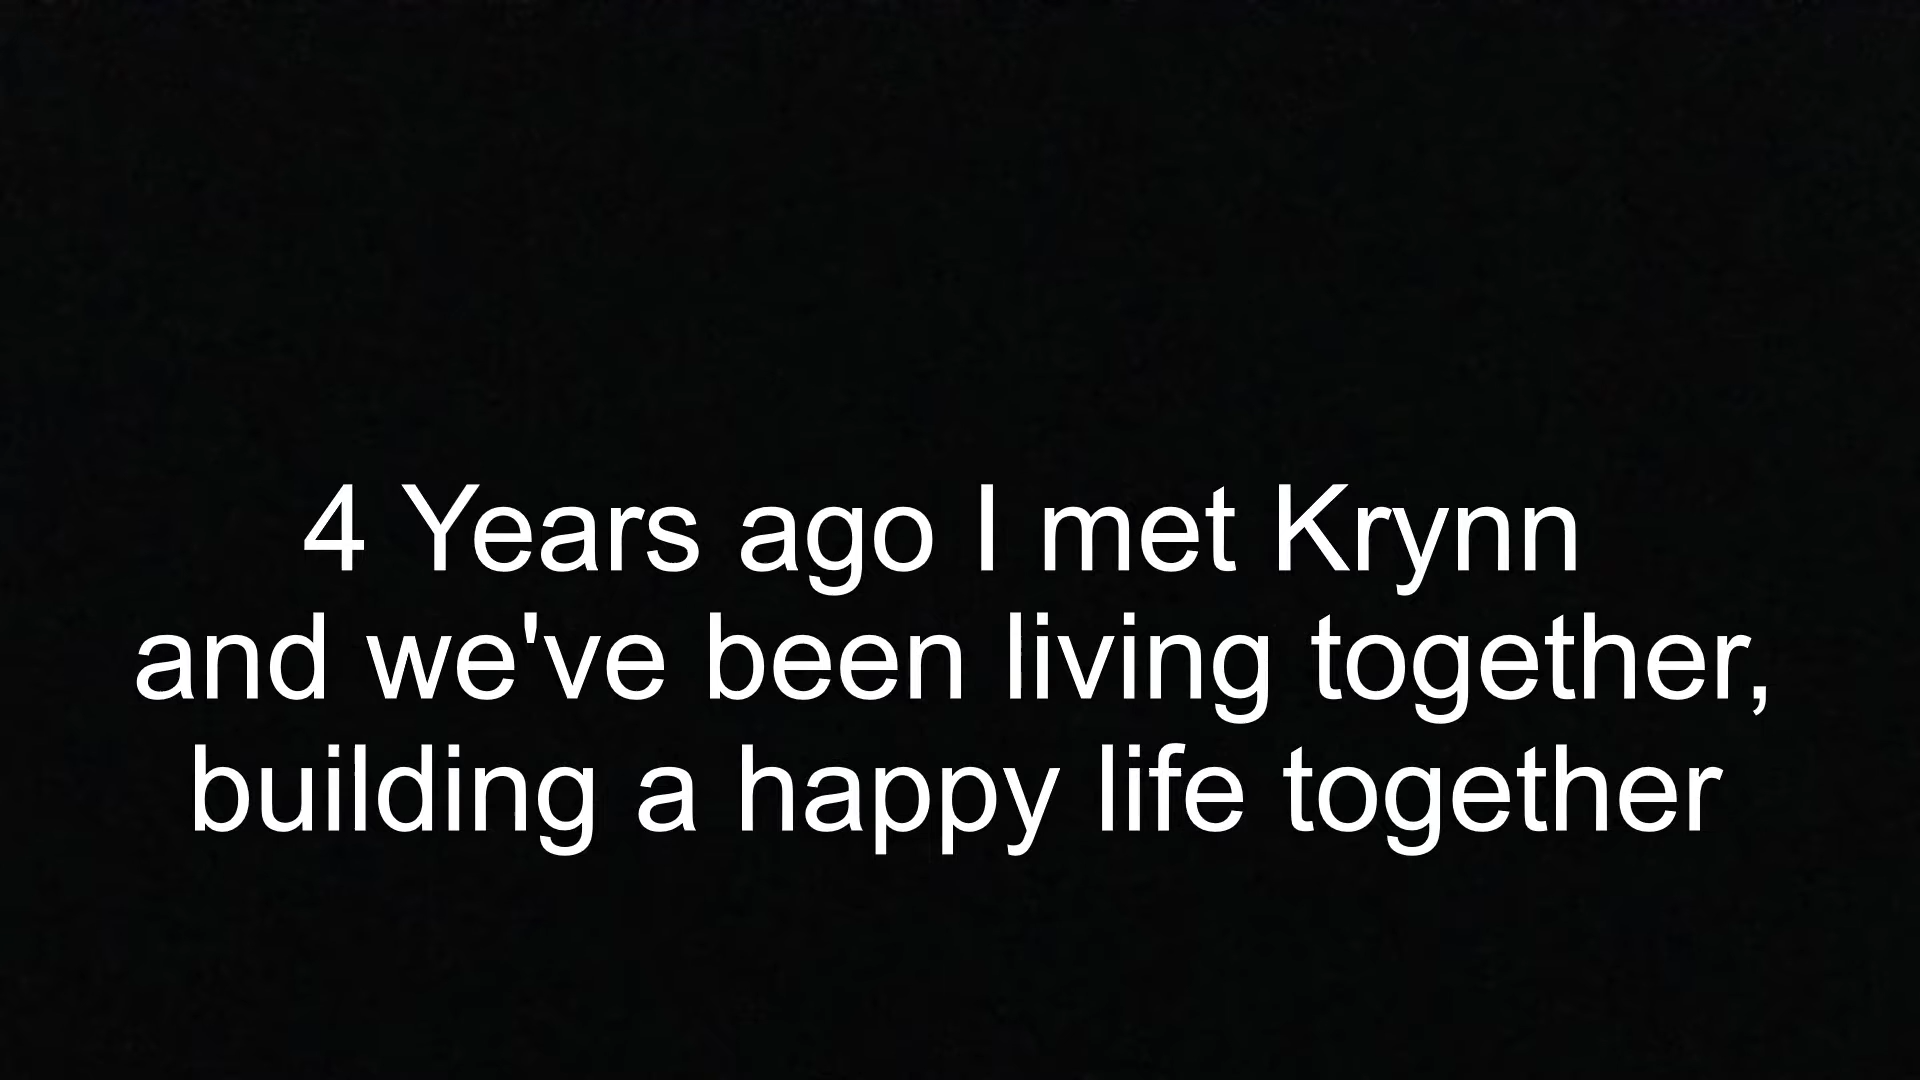 4 Years ago I met Krynn
and we've been living together,
building a happy life together